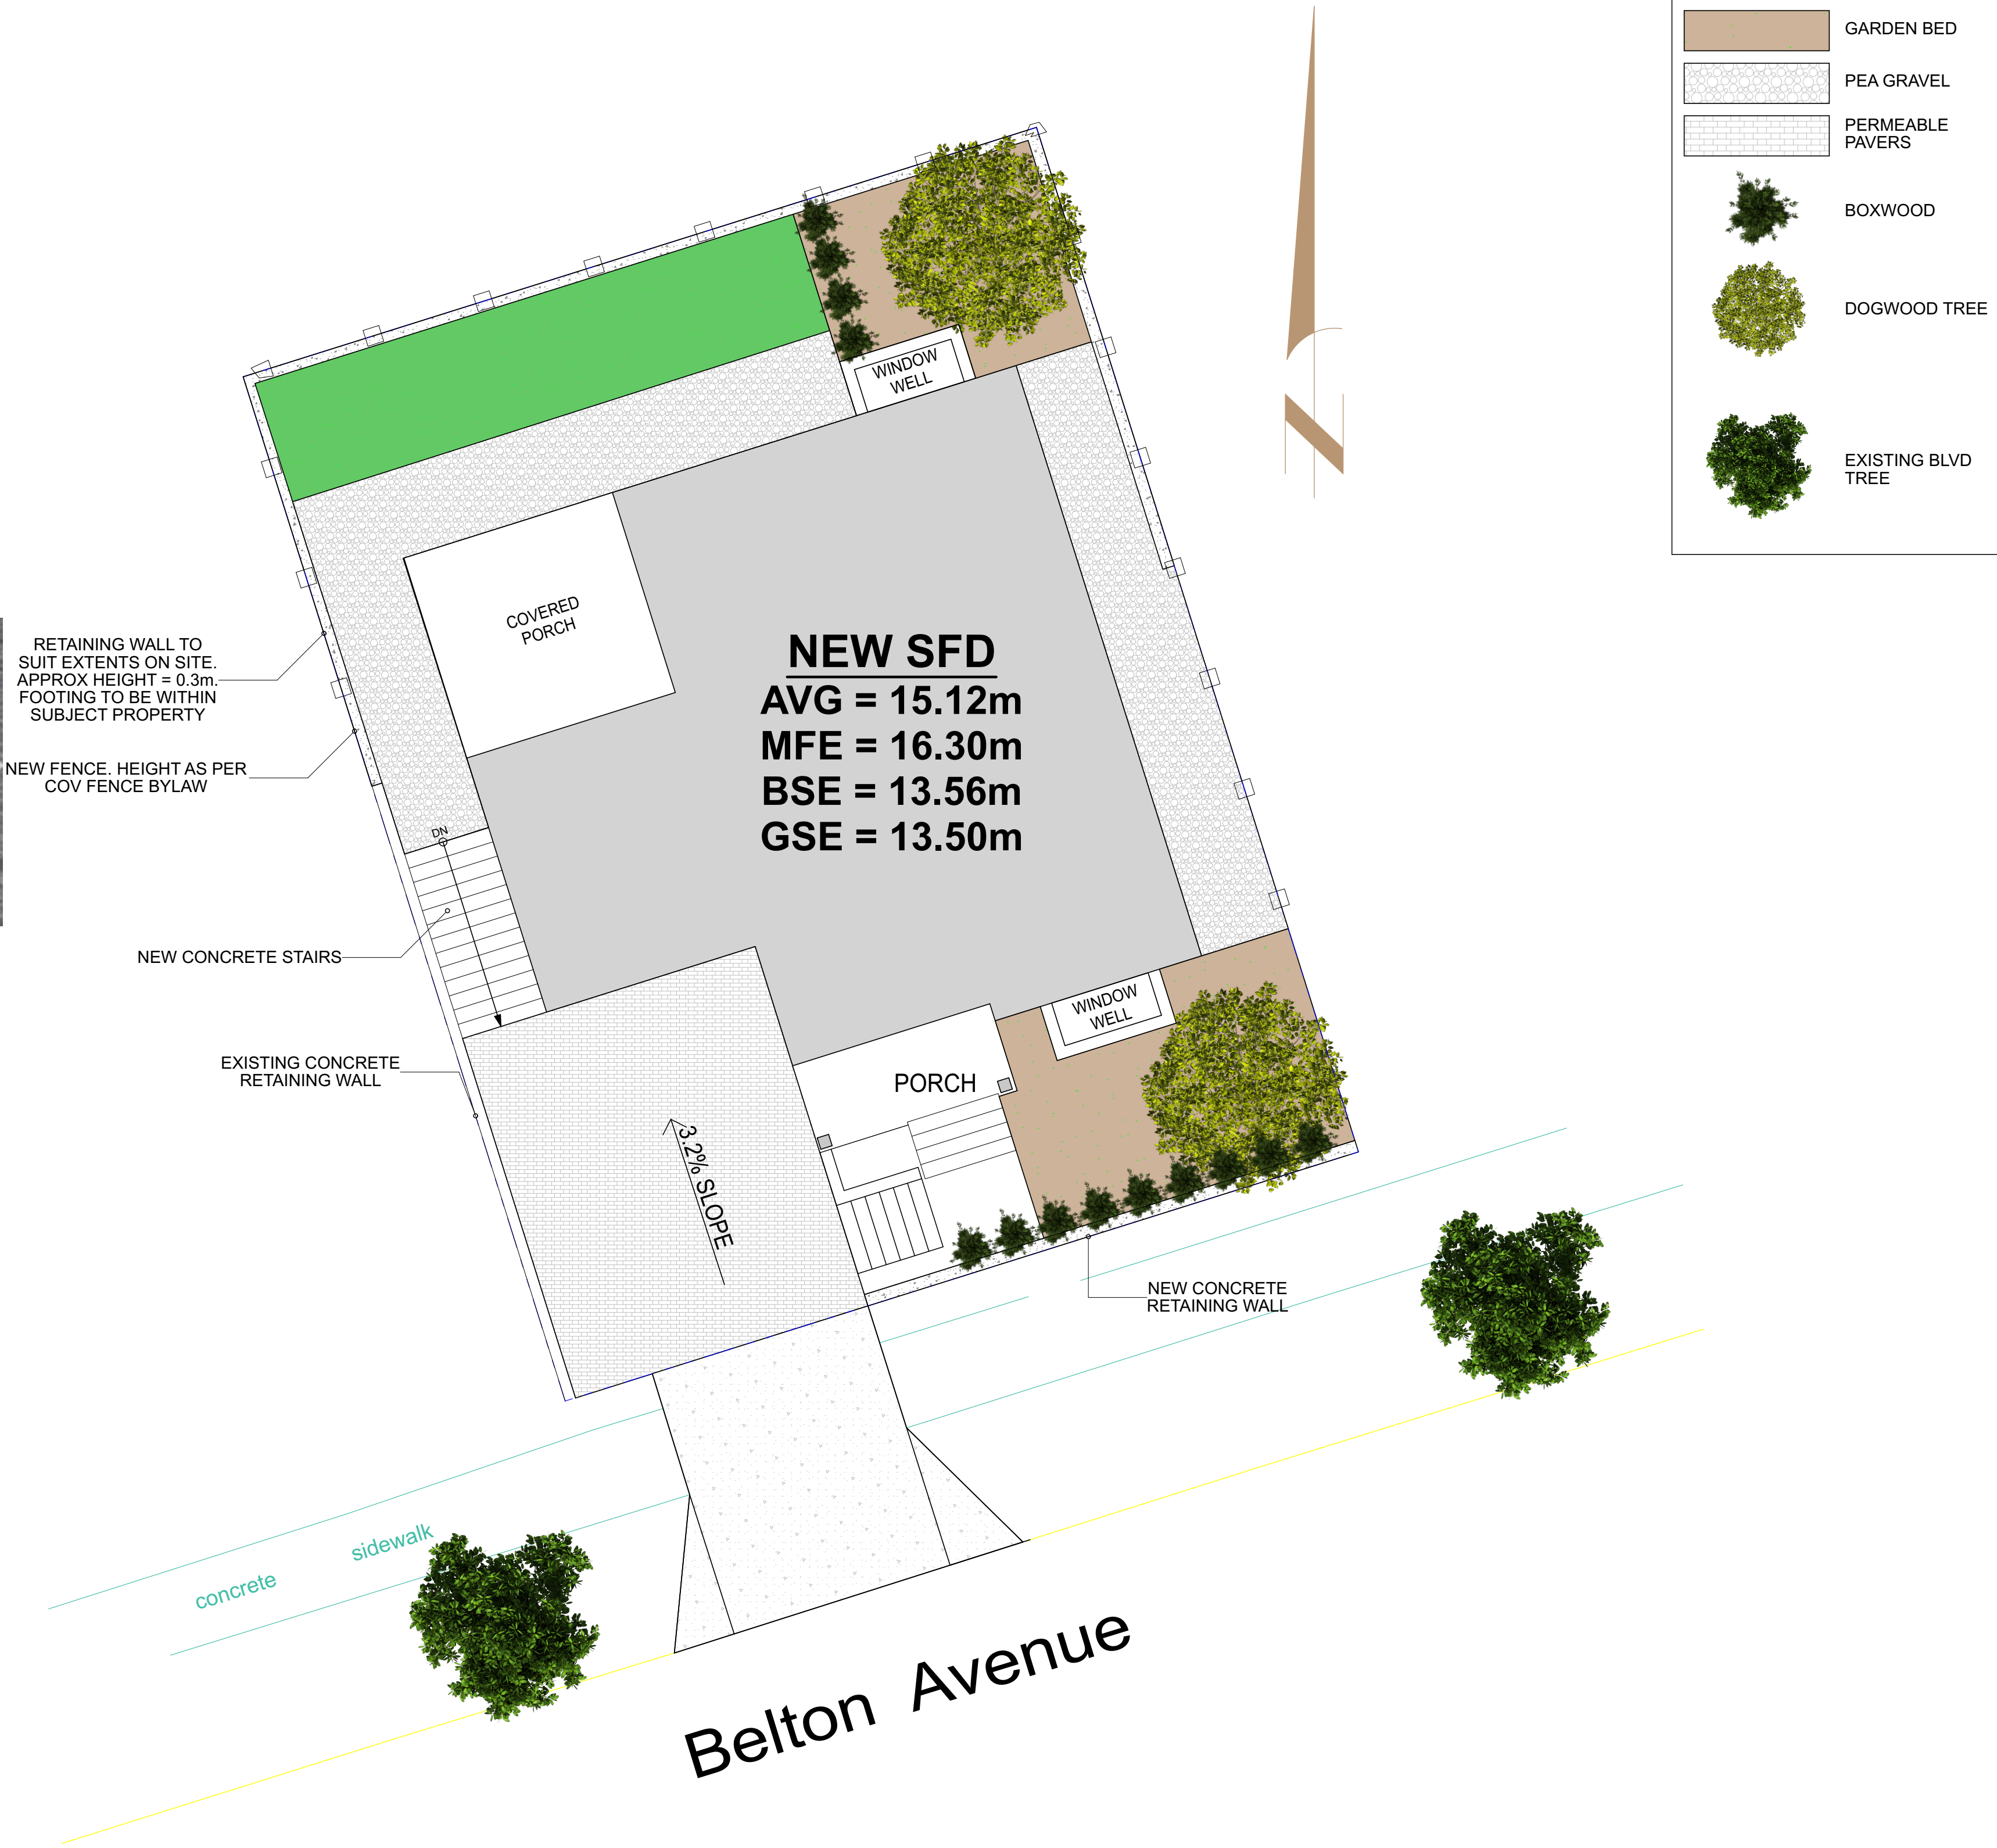 GARDEN BED
PEA GRAVEL
PERMEABLE
PAVERS
BOXWOOD
DOGWOOD TREE
EXISTING BLVD
TREE
N
WINDOW
WELL
COVERED
PORCH
RETAINING WALL TO
SUIT EXTENTS ON SITE.
APPROX HEIGHT = 0.3m.
FOOTING TO BE WITHIN
SUBJECT PROPERTY
NEW FENCE. HEIGHT AS PER
COV FENCE BYLAW
NEW SFD
AVG = 15.12m
MFE = 16.30m
BSE = 13.56m
GSE = 13.50m
DN
NEW CONCRETE STAIRS
EXISTING CONCRETE
RETAINING WALL
WINDOW
WELL
PORCH
3.2% SLOPE
NEW CONCRETE
RETAINING WALL
concrete sidewalk
Belton Avenue